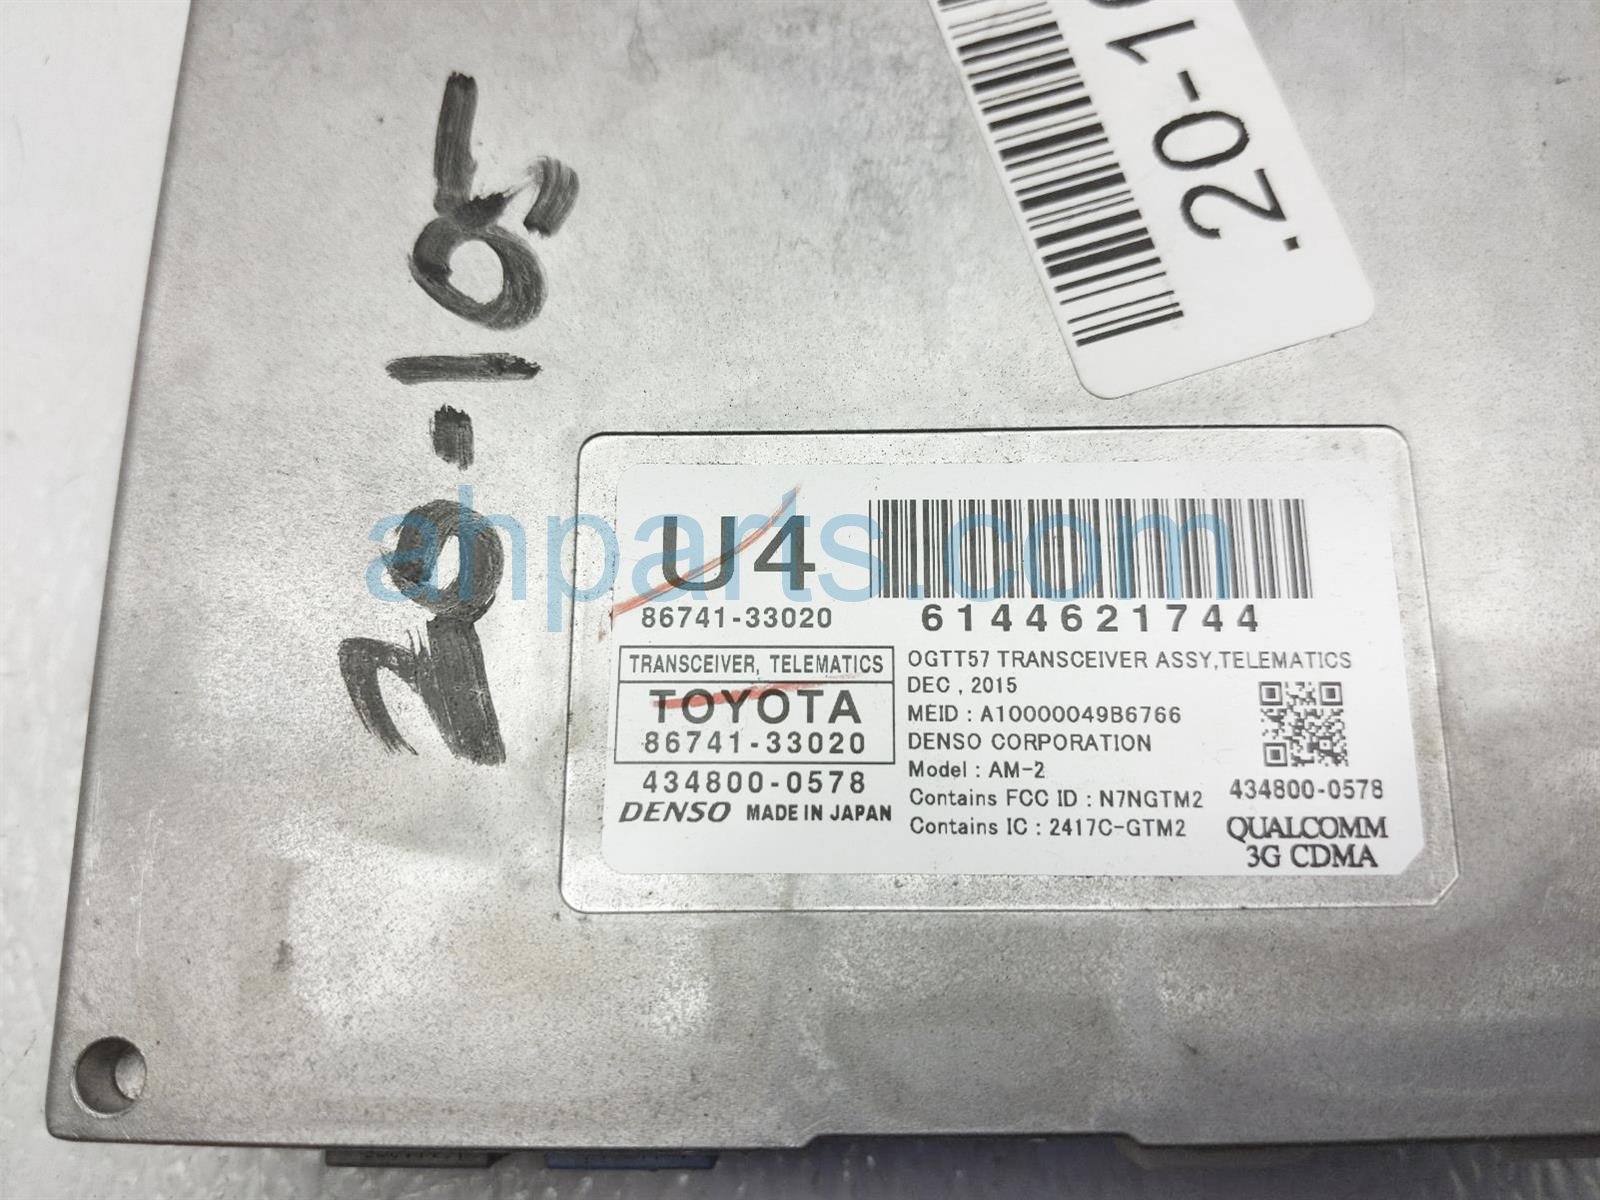 20-105
.20-1
ahparts.com
U4
86741-33020
6144621744
TRANSCEIVER, TELEMATICS
TOYOTA
86741-33020
434800-0578
DENSO MADE IN JAPAN
OGTT57 TRANSCEIVER ASSY,TELEMATICS
DEC , 2015
MEID : A10000049B6766
DENSO CORPORATION
Model : AM-2
Contains FCC ID : N7NGTM2
Contains IC : 2417C-GTM2
434800-0578
QUALCOMM
3G CDMA